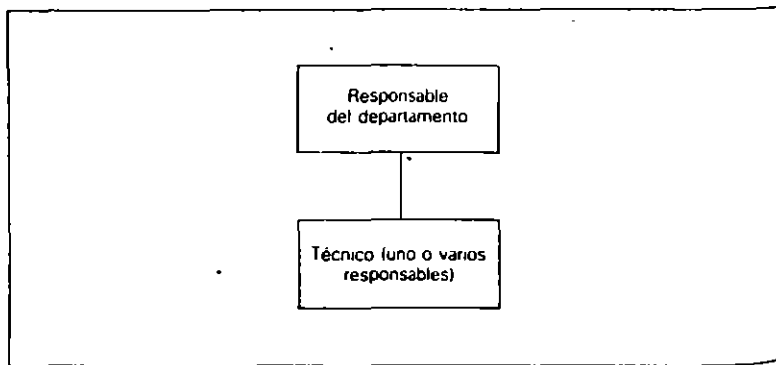 Responsable
del departamento
Técnico (uno o varios
responsables)